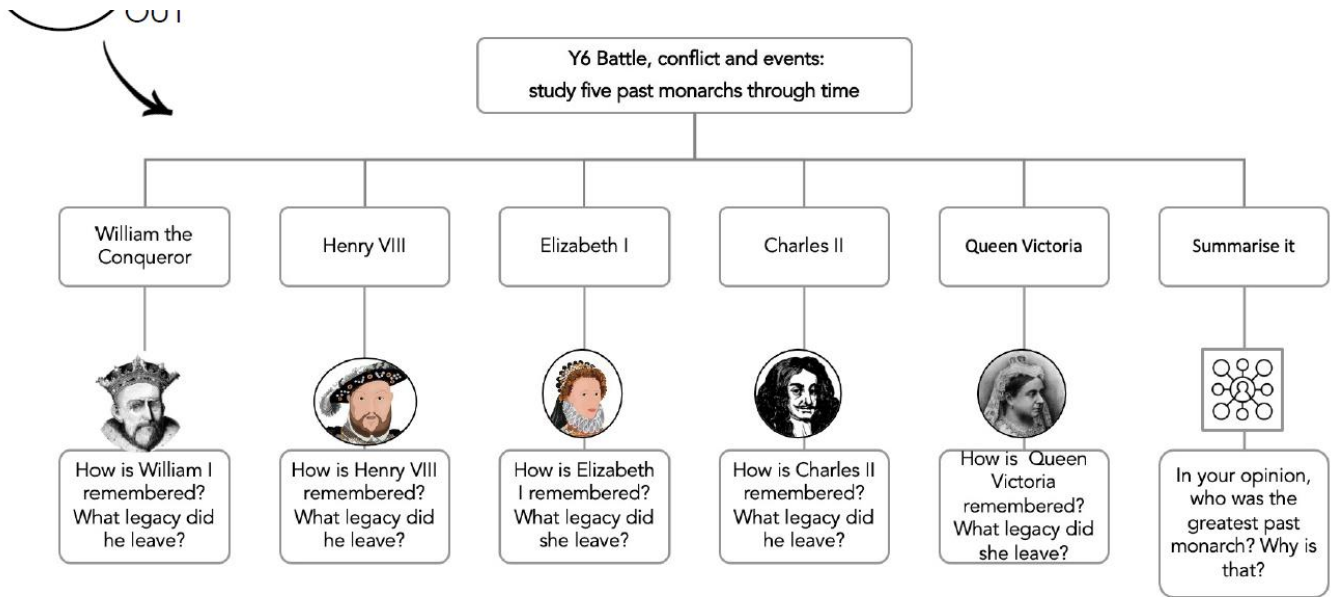 OUT
Y6 Battle, conflict and events:
study five past monarchs through time
William the
Conqueror
Henry VIII
Elizabeth I
Charles II
Queen Victoria
Summarise it
How is William I
remembered?
What legacy did
he leave?
How is Henry VIII
remembered?
What legacy did
he leave?
How is Elizabeth
I remembered?
What legacy did
she leave?
How is Charles II
remembered?
What legacy did
he leave?
How is Queen
Victoria
remembered?
What legacy did
she leave?
In your opinion,
who was the
greatest past
monarch? Why is
that?